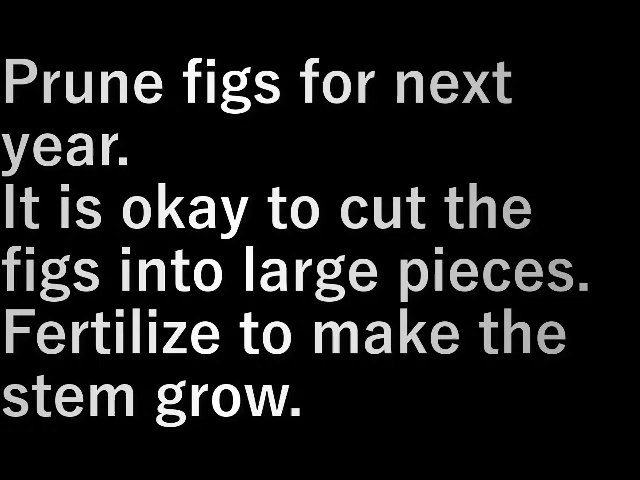 Prune figs for next
year.
It is okay to cut the
figs into large pieces.
Fertilize to make the
stem grow.